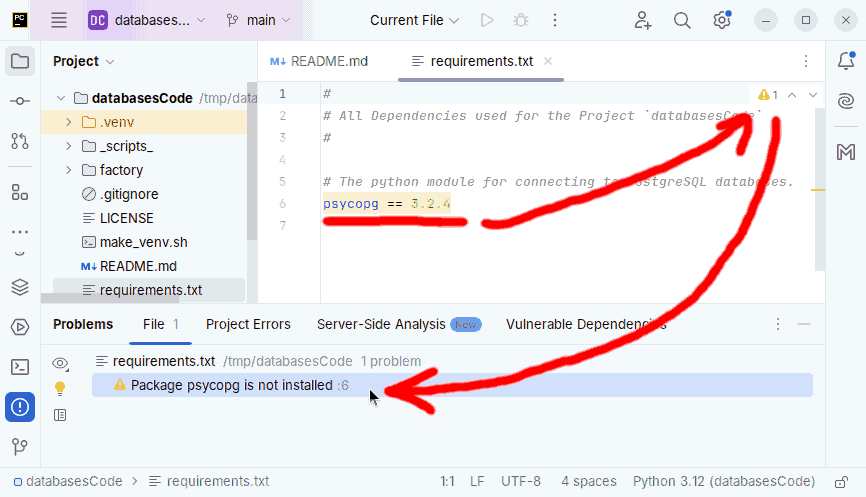 PC
DC databases... main Current File
Project
README.md requirements.txt
databasesCode /tmp/data
.venv
_scripts_
factory
.gitignore
LICENSE
make_venv.sh
README.md
requirements.txt
1 #
2 # All Dependencies used for the Project `databasesCode`
3 #
4
5 # The python module for connecting to PostgreSQL databases.
6 psycopg == 3.2.4
7
1
Problems File 1 Project Errors Server-Side Analysis New Vulnerable Dependencies
requirements.txt /tmp/databasesCode 1 problem
Package psycopg is not installed :6
databasesCode > requirements.txt 1:1 LF UTF-8 4 spaces Python 3.12 (databasesCode)